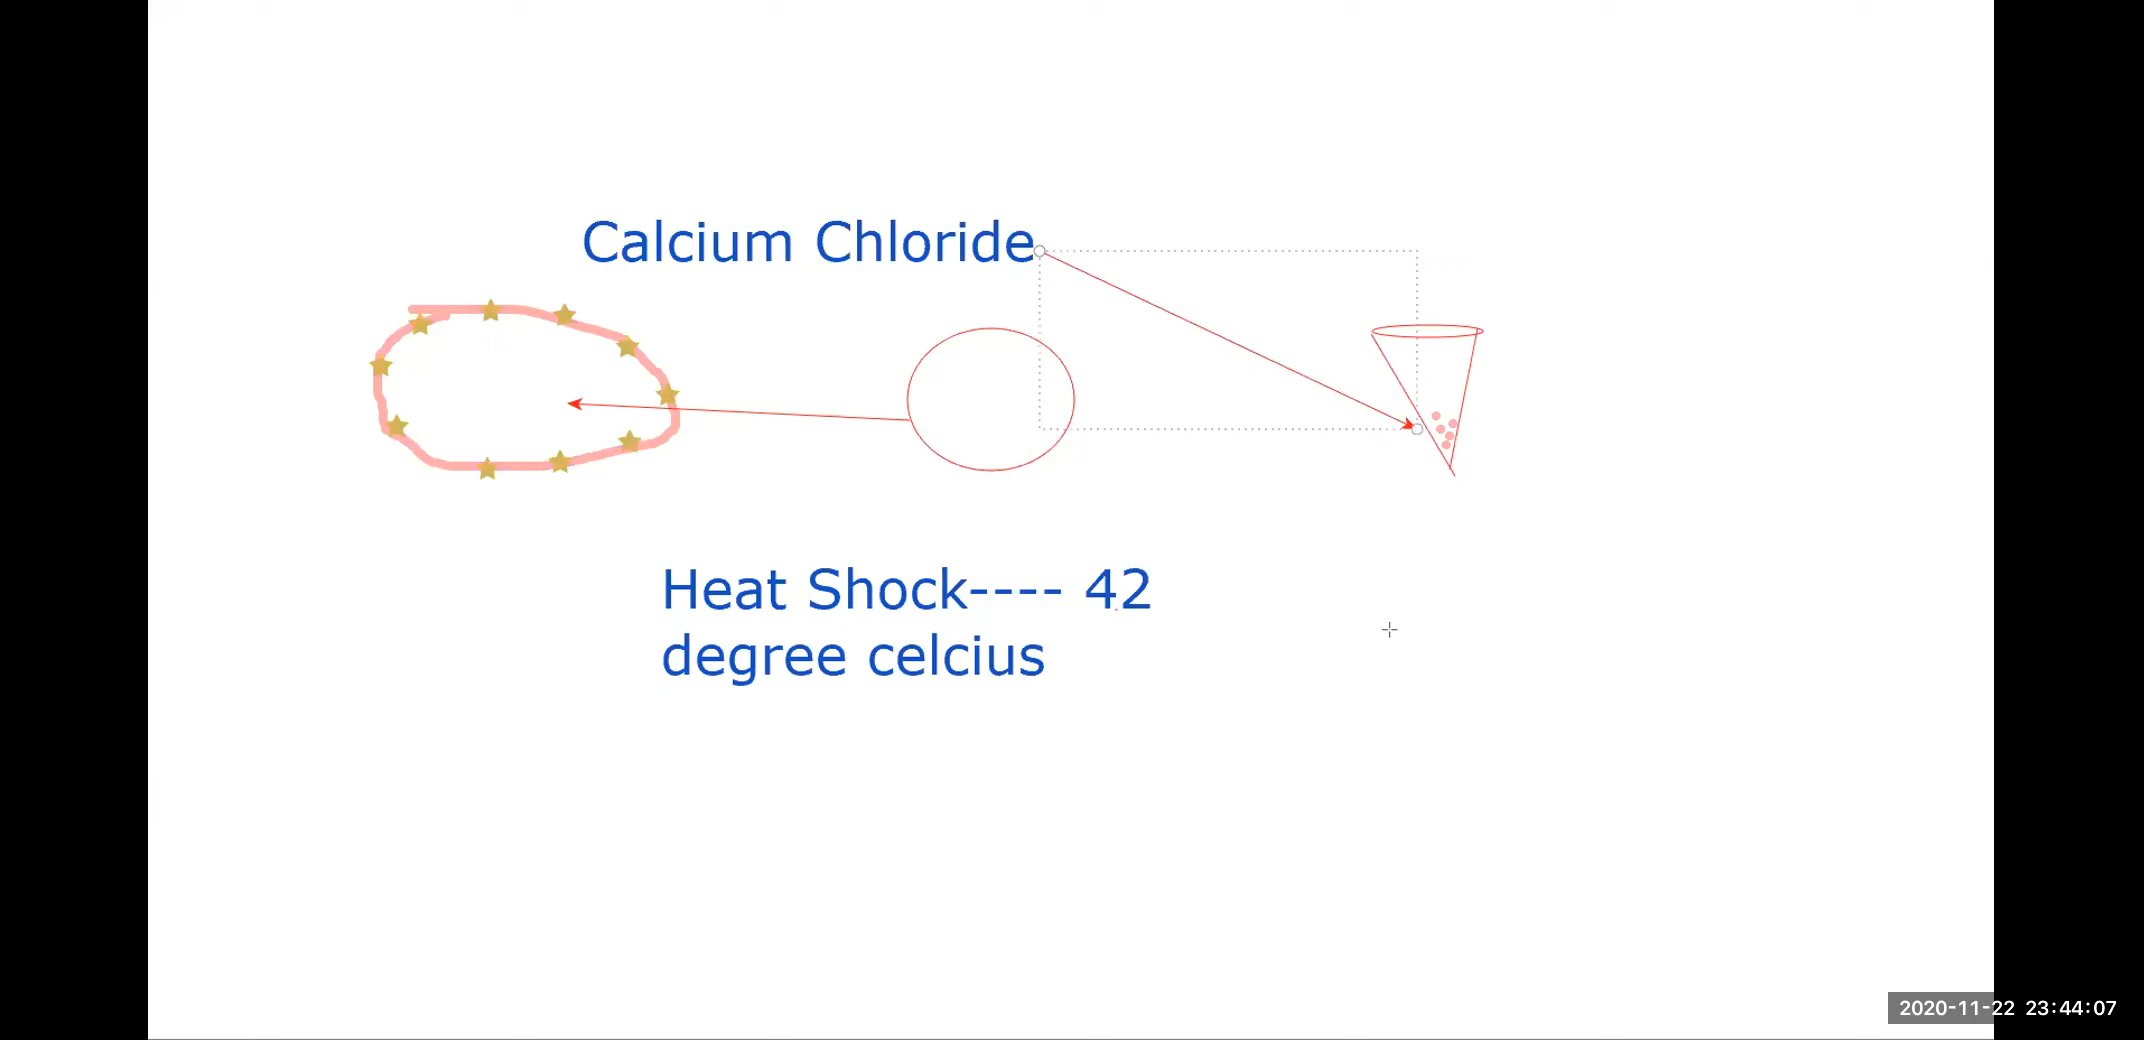 Calcium Chloride
Heat Shock---- 42
degree celcius
2020-11-22 23:44:07